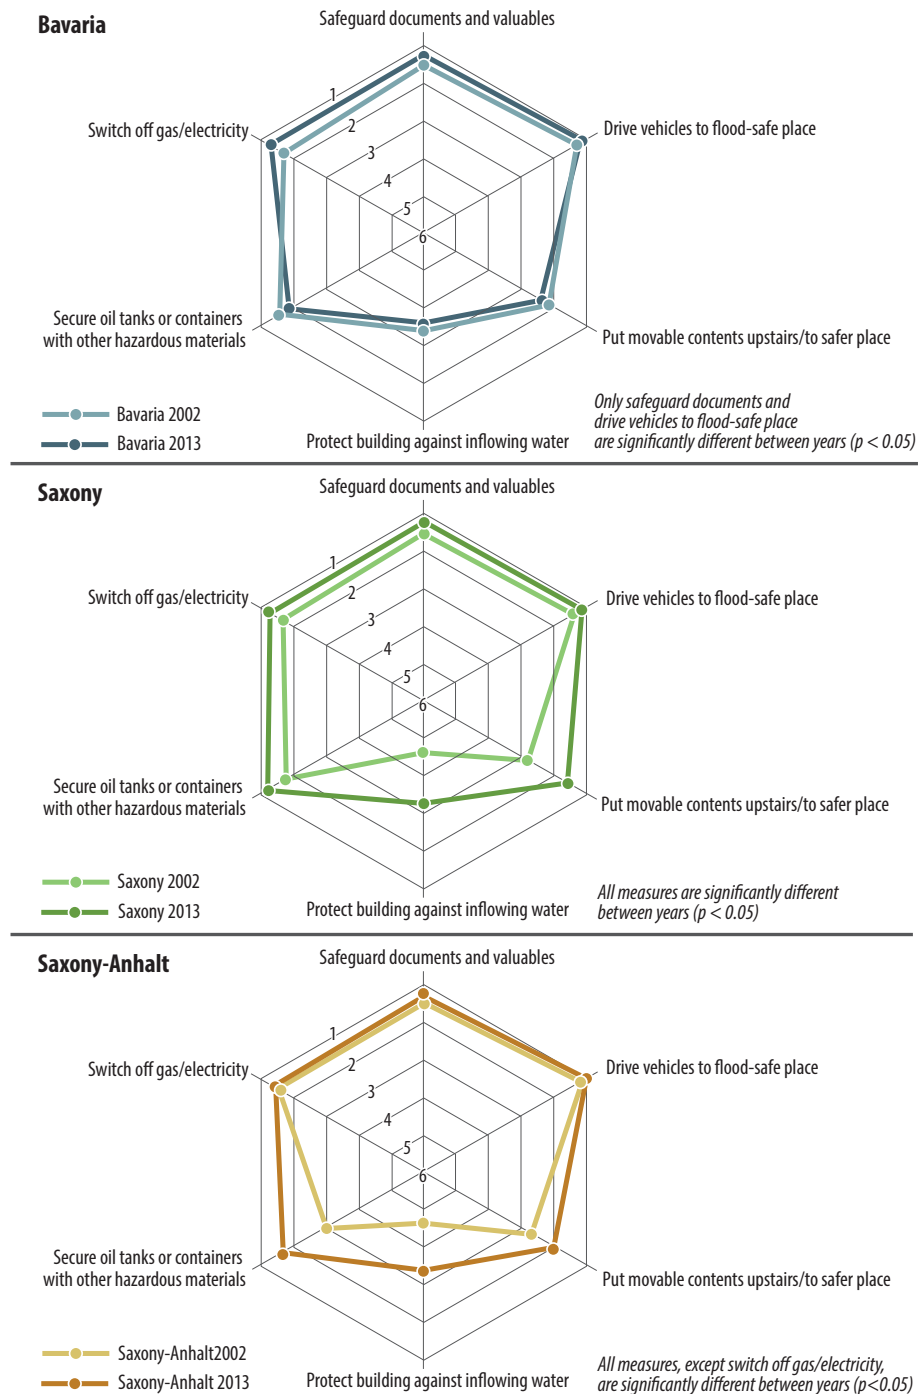 Bavaria
Safeguard documents and valuables
1
Switch off gas/electricity
2
Drive vehicles to flood-safe place
3
4
5
6
Secure oil tanks or containers
with other hazardous materials
Put movable contents upstairs/to safer place
Bavaria 2002
Bavaria 2013
Protect building against inflowing water
Only safeguard documents and
drive vehicles to flood-safe place
are significantly different between years (p < 0.05)
Saxony
Safeguard documents and valuables
1
Switch off gas/electricity
2
Drive vehicles to flood-safe place
3
4
5
6
Secure oil tanks or containers
with other hazardous materials
Put movable contents upstairs/to safer place
Saxony 2002
Saxony 2013
Protect building against inflowing water
All measures are significantly different
between years (p < 0.05)
Saxony-Anhalt
Safeguard documents and valuables
1
Switch off gas/electricity
2
Drive vehicles to flood-safe place
3
4
5
6
Secure oil tanks or containers
with other hazardous materials
Put movable contents upstairs/to safer place
Saxony-Anhalt2002
Saxony-Anhalt 2013
Protect building against inflowing water
All measures, except switch off gas/electricity,
are significantly different between years (p<0.05)